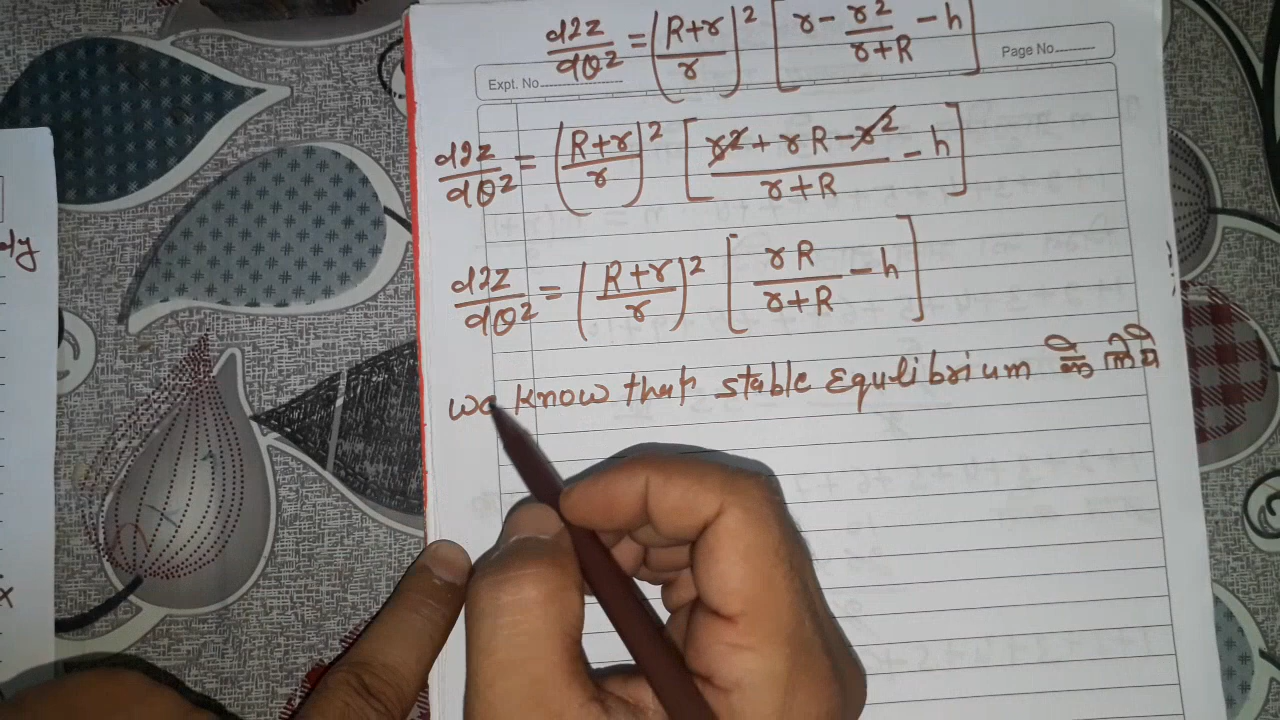 d2z/dθ2 = (R+r/r)2 [r - r2/r+R - h]
Expt. No.
Page No.
d2z/dθ2 = (R+r/r)2 [r2 + rR - r2/r+R - h]
d2z/dθ2 = (R+r/r)2 [rR/r+R - h]
we know that stable Equlibrium के लिये
dy
x